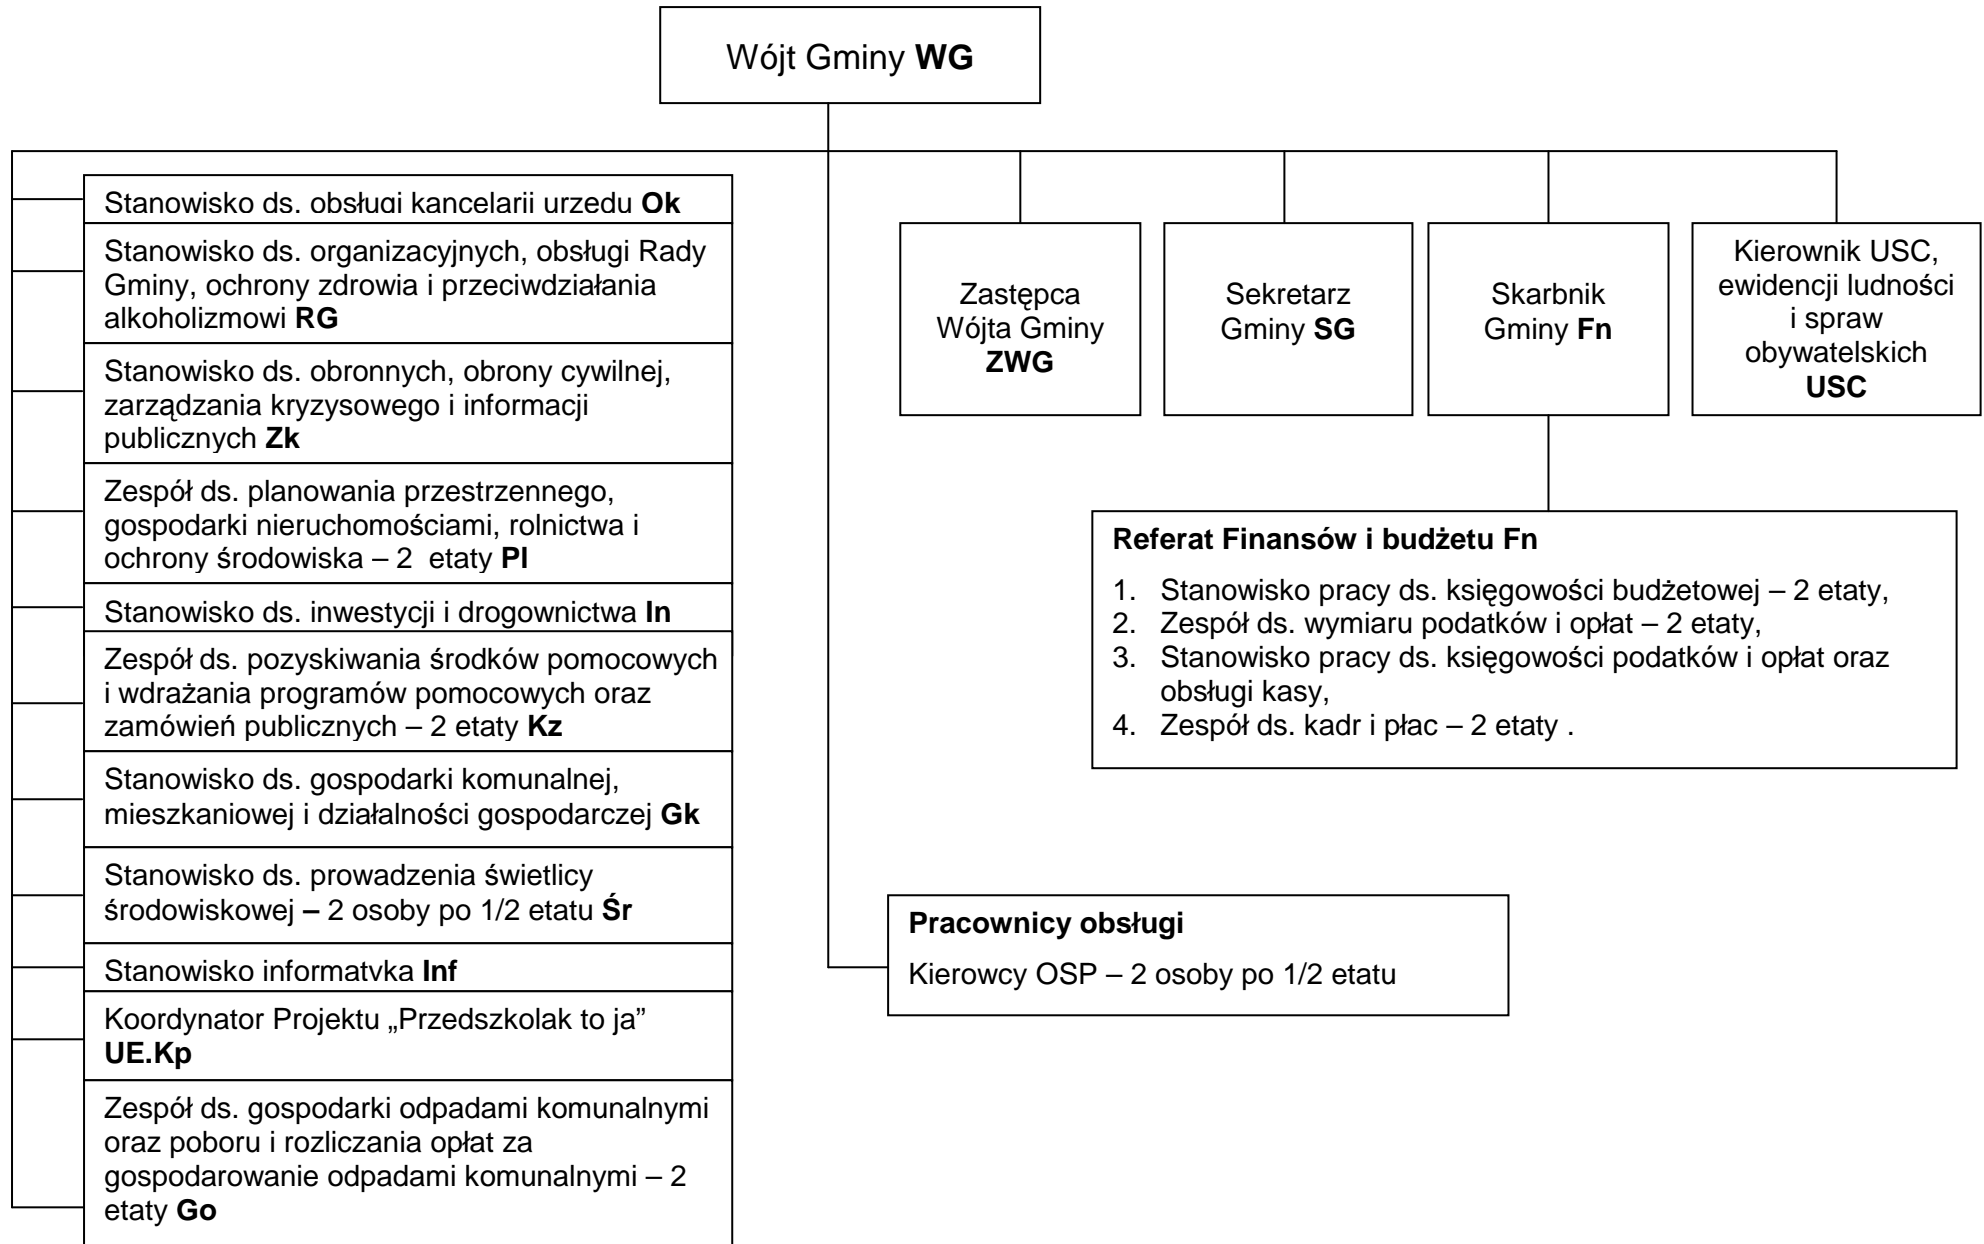 Wójt Gminy WG
Stanowisko ds. obsługi kancelarii urzędu Ok
Stanowisko ds. organizacyjnych, obsługi Rady
Gminy, ochrony zdrowia i przeciwdziałania
alkoholizmowi RG
Stanowisko ds. obronnych, obrony cywilnej,
zarządzania kryzysowego i informacji
publicznych Zk
Zespół ds. planowania przestrzennego,
gospodarki nieruchomościami, rolnictwa i
ochrony środowiska – 2 etaty Pl
Stanowisko ds. inwestycji i drogownictwa In
Zespół ds. pozyskiwania środków pomocowych
i wdrażania programów pomocowych oraz
zamówień publicznych – 2 etaty Kz
Stanowisko ds. gospodarki komunalnej,
mieszkaniowej i działalności gospodarczej Gk
Stanowisko ds. prowadzenia świetlicy
środowiskowej – 2 osoby po 1/2 etatu Śr
Stanowisko informatyka Inf
Koordynator Projektu „Przedszkolak to ja”
UE.Kp
Zespół ds. gospodarki odpadami komunalnymi
oraz poboru i rozliczania opłat za
gospodarowanie odpadami komunalnymi – 2
etaty Go
Zastępca
Wójta Gminy
ZWG
Sekretarz
Gminy SG
Skarbnik
Gminy Fn
Kierownik USC,
ewidencji ludności
i spraw
obywatelskich
USC
Referat Finansów i budżetu Fn
1. Stanowisko pracy ds. księgowości budżetowej – 2 etaty,
2. Zespół ds. wymiaru podatków i opłat – 2 etaty,
3. Stanowisko pracy ds. księgowości podatków i opłat oraz
obsługi kasy,
4. Zespół ds. kadr i płac – 2 etaty .
Pracownicy obsługi
Kierowcy OSP – 2 osoby po 1/2 etatu